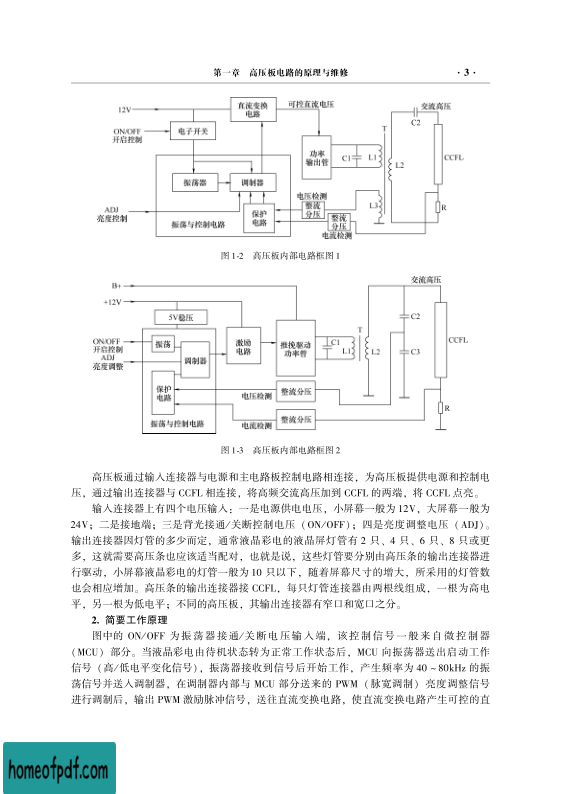 第一章 高压板电路的原理与维修 · 3 ·
12V
直流变换
电路
可控直流电压
交流高压
C2
ON/OFF
开启控制
电子开关
T
功率
输出管
C1
L1
L2
CCFL
振荡器
调制器
电压检测
整流
分压
L3
R
ADJ
亮度控制
保护
电路
振荡与控制电路
整流
分压
电流检测
图 1-2 高压板内部电路框图 1
交流高压
B+
+12V
5V稳压
C2
ON/OFF
开启控制
ADJ
亮度调整
振荡
调制器
激励
电路
推挽驱动
功率管
C1
L1
T
L2
C3
CCFL
保护
电路
电压检测
整流分压
R
振荡与控制电路
电流检测
整流分压
图 1-3 高压板内部电路框图 2
高压板通过输入连接器与电源和主电路板控制电路相连接，为高压板提供电源和控制电
压，通过输出连接器与 CCFL 相连接，将高频交流高压加到 CCFL 的两端，将 CCFL 点亮。
输入连接器上有四个电压输入：一是电源供电电压，小屏幕一般为 12V，大屏幕一般为
24V；二是接地端；三是背光接通/关断控制电压（ON/OFF）；四是亮度调整电压（ADJ）。
输出连接器因灯管的多少而定，通常液晶彩电的液晶屏灯管有 2 只、4 只、6 只、8 只或更
多，这就需要高压条也应该适当配对，也就是说，这些灯管要分别由高压条的输出连接器进
行驱动，小屏幕液晶彩电的灯管一般为 10 只以下，随着屏幕尺寸的增大，所采用的灯管数
也会相应增加。高压条的输出连接器接 CCFL，每只灯管连接器由两根线组成，一根为高电
平，另一根为低电平；不同的高压板，其输出连接器有窄口和宽口之分。
2. 简要工作原理
图中的 ON/OFF 为振荡器接通/关断电压输入端，该控制信号一般来自微控制器
（MCU）部分。当液晶彩电由待机状态转为正常工作状态后，MCU 向振荡器送出启动工作
信号（高/低电平变化信号），振荡器接收到信号后开始工作，产生频率为 40 ~ 80kHz 的振
荡信号并送入调制器，在调制器内部与 MCU 部分送来的 PWM（脉宽调制）亮度调整信号
进行调制后，输出 PWM 激励脉冲信号，送往直流变换电路，使直流变换电路产生可控的直
homeofpdf.com